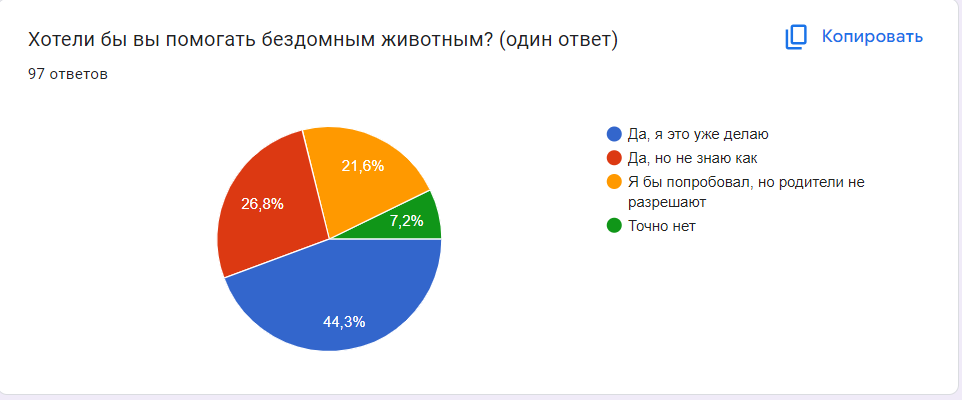 Хотели бы вы помогать бездомным животным? (один ответ)
Копировать
97 ответов
21,6%
26,8%
7,2%
44,3%
Да, я это уже делаю
Да, но не знаю как
Я бы попробовал, но родители не
разрешают
Точно нет